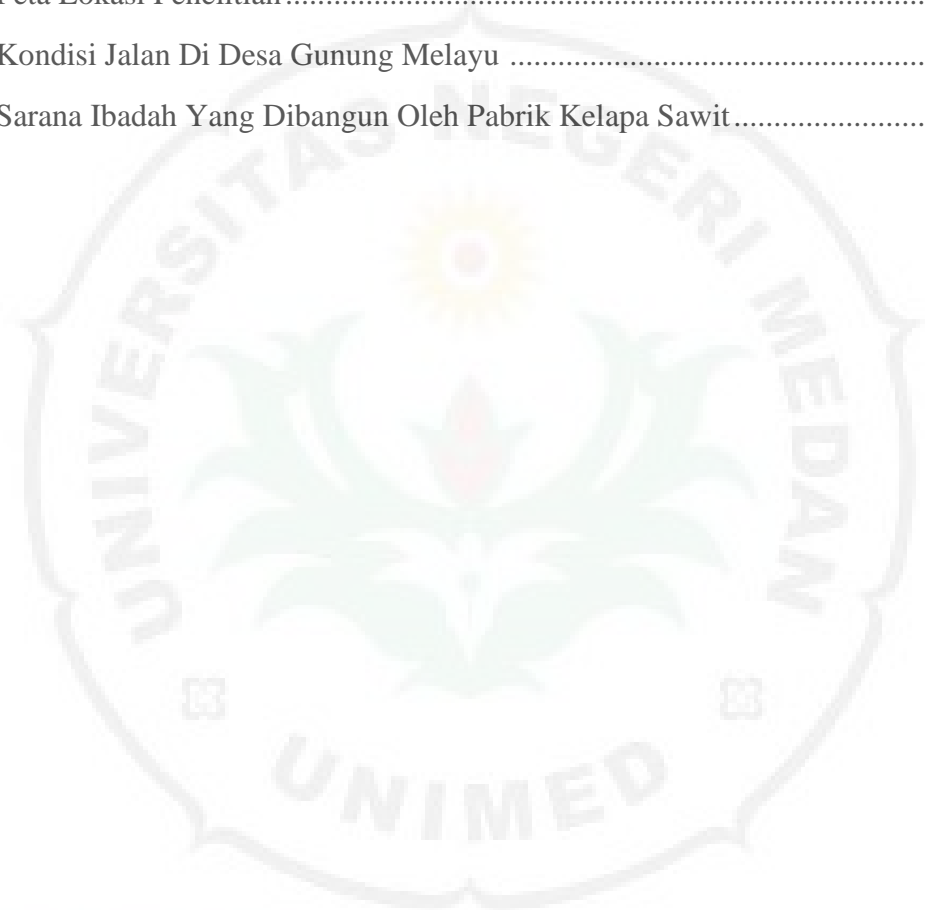 Peta Lokasi Penelitian........................................................................................
Kondisi Jalan Di Desa Gunung Melayu ....................................................
Sarana Ibadah Yang Dibangun Oleh Pabrik Kelapa Sawit........................
UNIVERSITAS NEGERI MEDAN
UNIMED